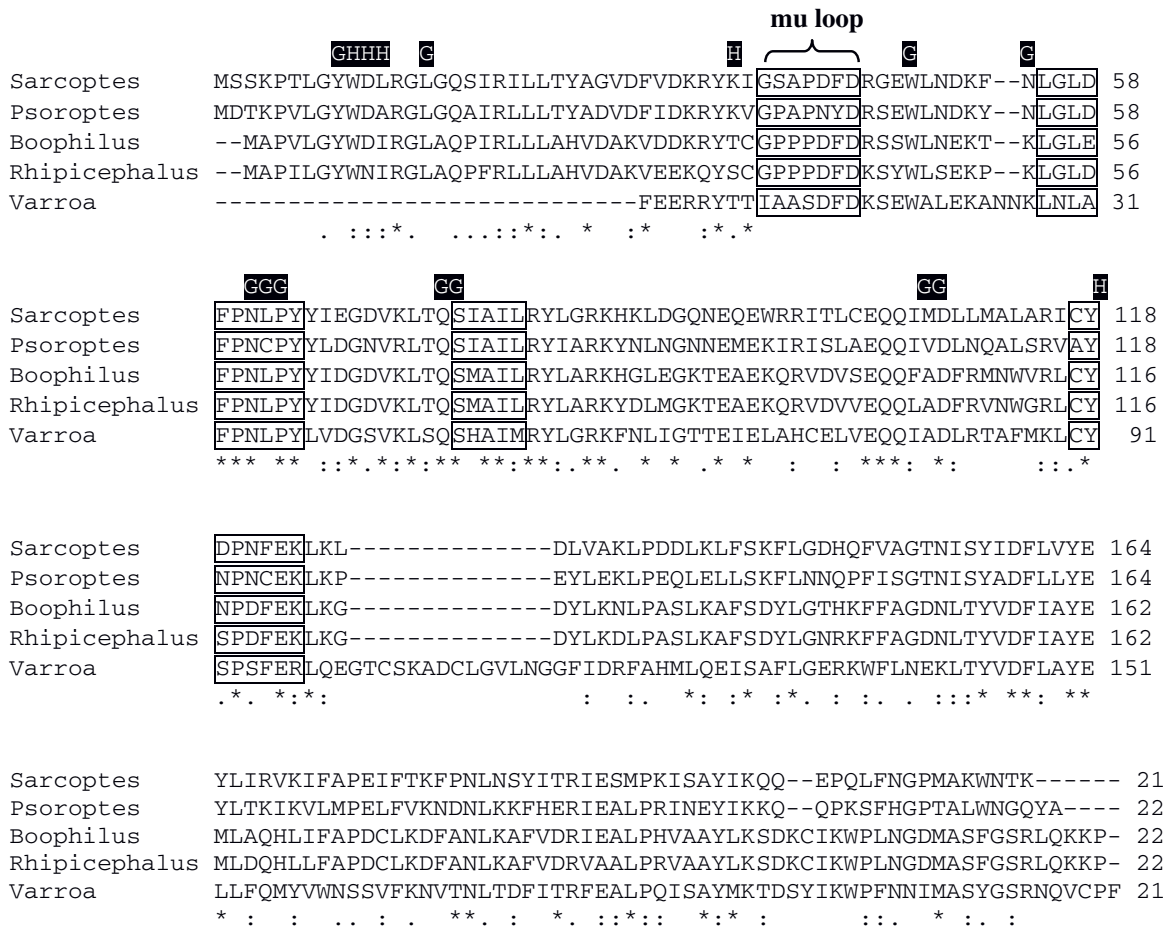 mu loop
GHHH G H G G
Sarcoptes MSSKPTLGYWDLRGLGQSIRILLTYAGVDFVDKRYKIGSAPDFDRGEWLNDKF--NLGLD 58
Psoroptes MDTKPVLGYWDARGLGQAIRLLLTYADVDFIDKRYKVGPAPNYDRSEWLNDKY--NLGLD 58
Boophilus --MAPVLGYWDIRGLAQPIRLLLAHVDAKVDDKRYTCGPPPDFDRSSWLNEKT--KLGLE 56
Rhipicephalus --MAPILGYWNIRGLAQPFRLLLAHVDAKVEEKQYSCGPPPDFDKSYWLSEKP--KLGLD 56
Varroa -----------------------------FEERRYTTIAASDFDKSEWALEKANNKLNLA 31
. :::*. ...::*:. * :* :*.*
GGG GG GG H
Sarcoptes FPNLPYYIEGDVKLTQSIAILRYLGRKHKLDGQNEQEWRRITLCEQQIMDLLMALARICY 118
Psoroptes FPNCPYYLDGNVRLTQSIAILRYIARKYNLNGNNEMEKIRISLAEQQIVDLNQALSRVAY 118
Boophilus FPNLPYYIDGDVKLTQSMAILRYLARKHGLEGKTEAEKQRVDVSEQQFADFRMNWVRLCY 116
Rhipicephalus FPNLPYYIDGDVKLTQSMAILRYLARKYDLMGKTEAEKQRVDVVEQQLADFRVNWGRLCY 116
Varroa FPNLPYLVDGSVKLSQSHAIMRYLGRKFNLIGTTEIELAHCELVEQQIADLRTAFMKLCY 91
*** ** ::*.*:*:** **:**:.**. * * .* * : : ***: *: ::.*
Sarcoptes DPNFEKLKL--------------DLVAKLPDDLKLFSKFLGDHQFVAGTNISYIDFLVYE 164
Psoroptes NPNCEKLKP--------------EYLEKLPEQLELLSKFLNNQPFISGTNISYADFLLYE 164
Boophilus NPDFEKLKG--------------DYLKNLPASLKAFSDYLGTHKFFAGDNLTYVDFIAYE 162
Rhipicephalus SPDFEKLKG--------------DYLKDLPASLKAFSDYLGNRKFFAGDNLTYVDFIAYE 162
Varroa SPSFERLQEGTCSKADCLGVLNGGFIDRFAHMLQEISAFLGERKWFLNEKLTYVDFLAYE 151
.*. *:*: : :. *: :* :*. : :. . :::* **: **
Sarcoptes YLIRVKIFAPEIFTKFPNLNSYITRIESMPKISAYIKQQ--EPQLFNGPMAKWNTK------ 21
Psoroptes YLTKIKVLMPELFVKNDNLKKFHERIEALPRINEYIKKQ--QPKSFHGPTALWNGQYA---- 22
Boophilus MLAQHLIFAPDCLKDFANLKAFVDRIEALPHVAAYLKSDKCIKWPLNGDMASFGSRLQKKP- 22
Rhipicephalus MLDQHLLFAPDCLKDFANLKAFVDRVAALPRVAAYLKSDKCIKWPLNGDMASFGSRLQKKP- 22
Varroa LLFQMYVWNSSVFKNVTNLTDFITRFEALPQISAYMKTDSYIKWPFNNIMASYGSRNQVCPF 21
* : : .. : **. : *. ::*:: *:* : ::. * :. :